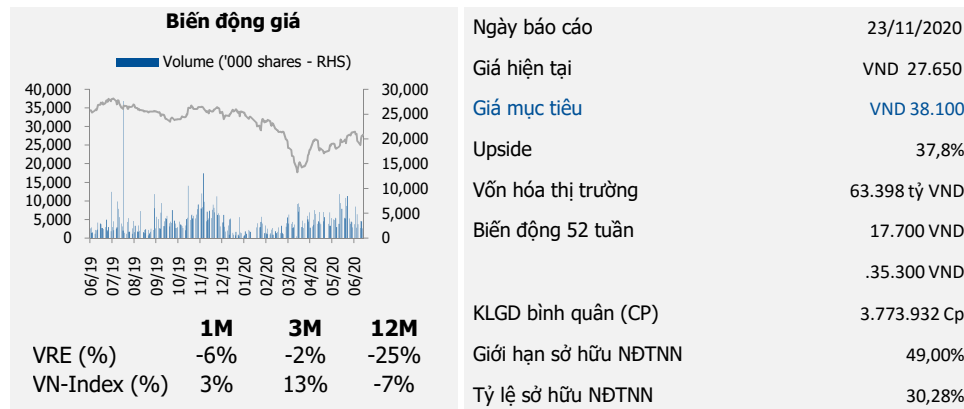 Biến động giá
Volume ('000 shares - RHS)
40,000
35,000
30,000
25,000
20,000
15,000
10,000
5,000
0
30,000
25,000
20,000
15,000
10,000
5,000
0
06/19
07/19
08/19
09/19
10/19
11/19
12/19
01/20
02/20
03/20
04/20
05/20
06/20
1M 3M 12M
VRE (%) -6% -2% -25%
VN-Index (%) 3% 13% -7%
Ngày báo cáo 23/11/2020
Giá hiện tại VND 27.650
Giá mục tiêu VND 38.100
Upside 37,8%
Vốn hóa thị trường 63.398 tỷ VND
Biến động 52 tuần 17.700 VND
.35.300 VND
KLGD bình quân (CP) 3.773.932 Cp
Giới hạn sở hữu NĐTNN 49,00%
Tỷ lệ sở hữu NĐTNN 30,28%